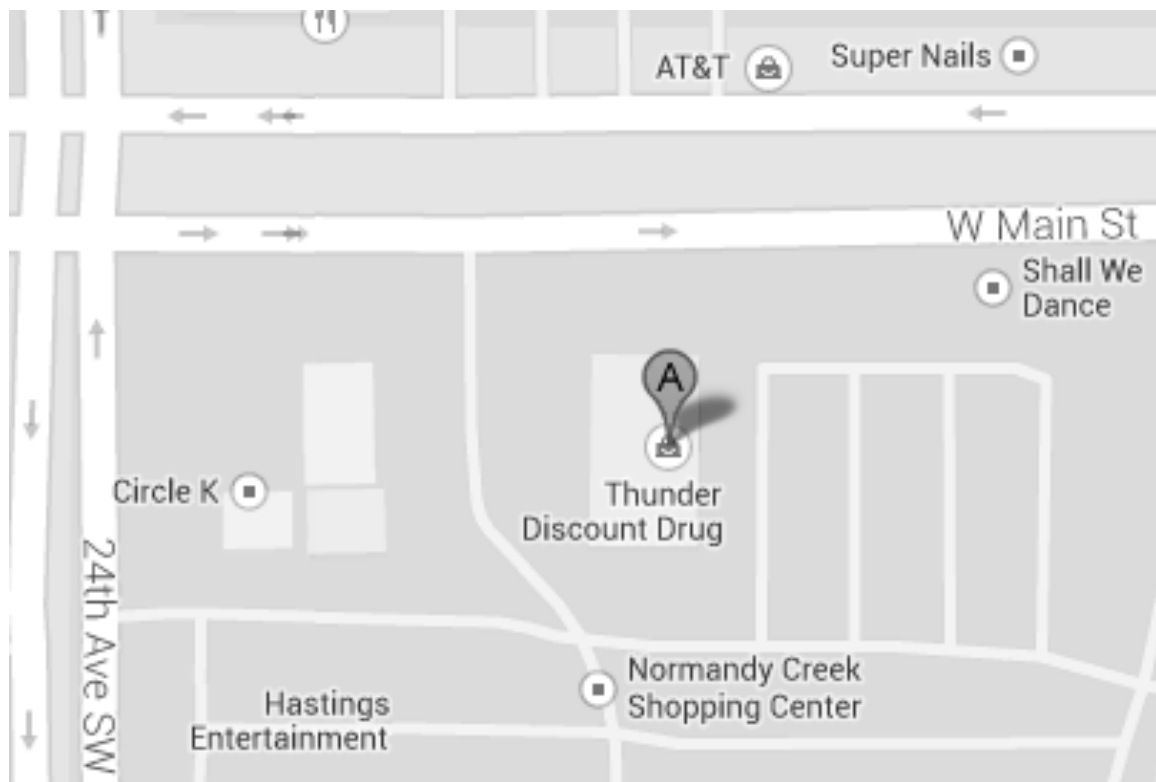 AT&T
Super Nails
W Main St
Shall We
Dance
A
Circle K
Thunder
Discount Drug
24th Ave SW
Normandy Creek
Shopping Center
Hastings
Entertainment